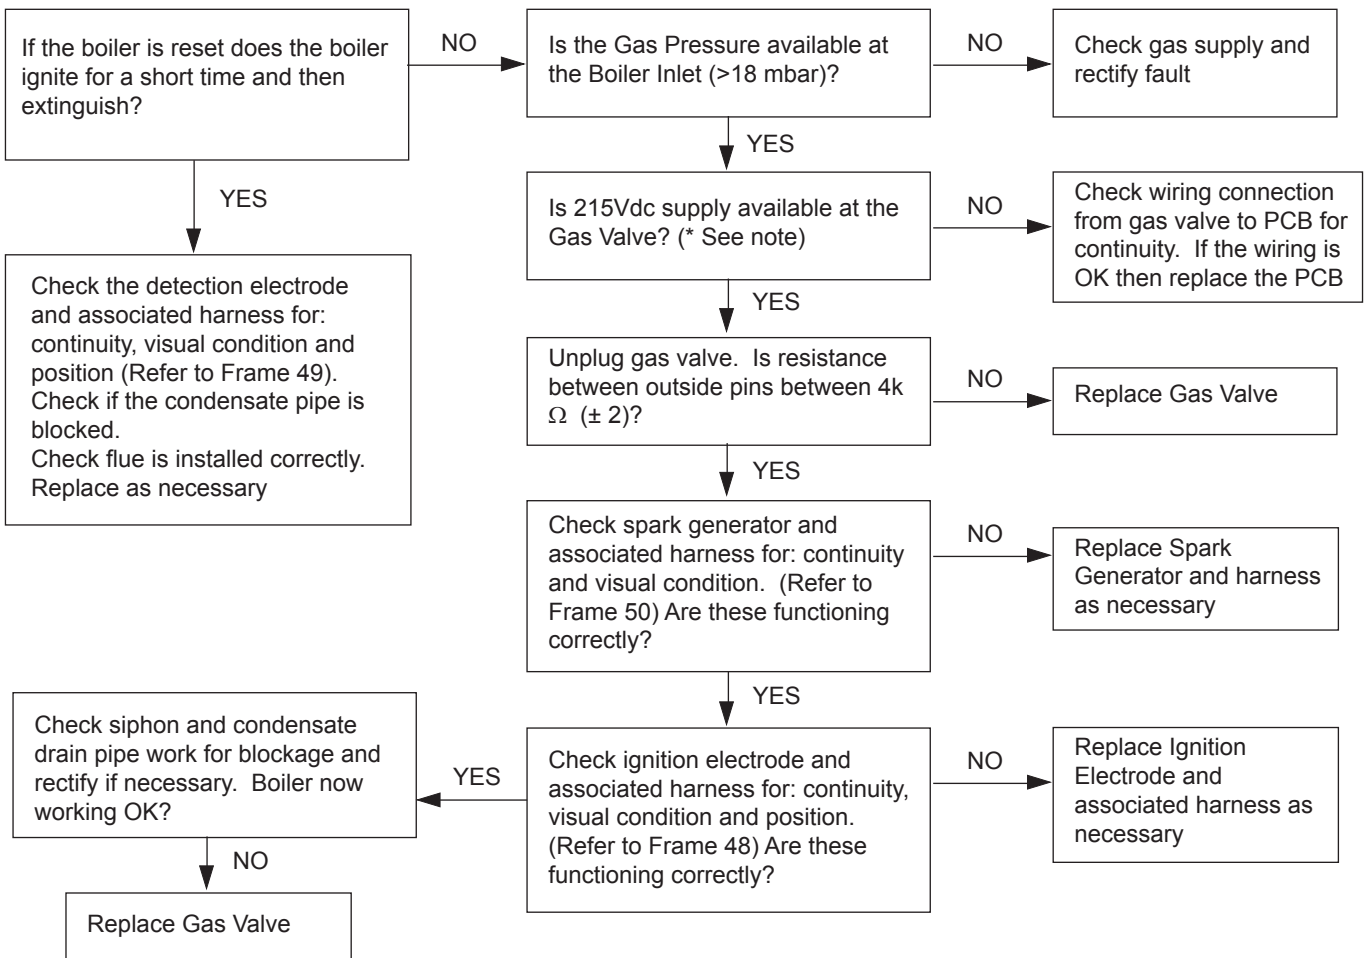 If the boiler is reset does the boiler
ignite for a short time and then
extinguish?
NO
Is the Gas Pressure available at
the Boiler Inlet (>18 mbar)?
NO
Check gas supply and
rectify fault
YES
YES
Is 215Vdc supply available at the
Gas Valve? (* See note)
NO
Check wiring connection
from gas valve to PCB for
continuity.  If the wiring is
OK then replace the PCB
Check the detection electrode
and associated harness for:
continuity, visual condition and
position (Refer to Frame 49).
Check if the condensate pipe is
blocked.
Check flue is installed correctly.
Replace as necessary
YES
Unplug gas valve.  Is resistance
between outside pins between 4k
Ω  (± 2)?
NO
Replace Gas Valve
YES
Check spark generator and
associated harness for: continuity
and visual condition.  (Refer to
Frame 50) Are these functioning
correctly?
NO
Replace Spark
Generator and harness
as necessary
YES
Check ignition electrode and
associated harness for: continuity,
visual condition and position.
(Refer to Frame 48) Are these
functioning correctly?
NO
Replace Ignition
Electrode and
associated harness as
necessary
YES
Check siphon and condensate
drain pipe work for blockage and
rectify if necessary.  Boiler now
working OK?
NO
Replace Gas Valve